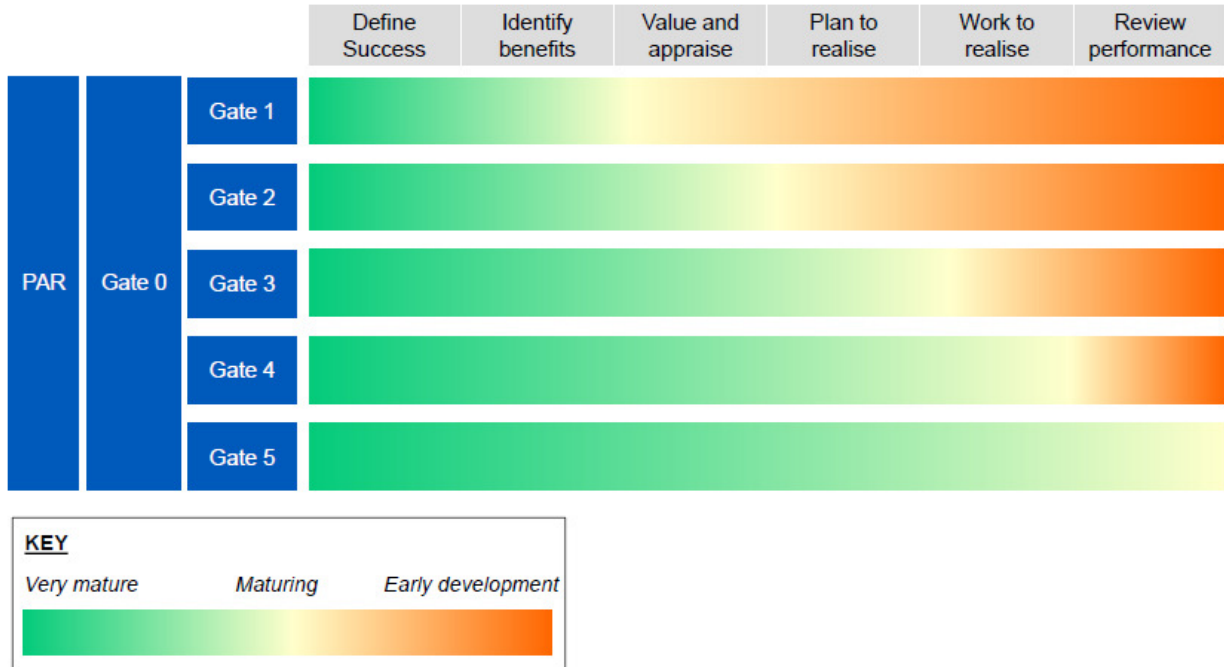 Define
Success
Identify
benefits
Value and
appraise
Plan to
realise
Work to
realise
Review
performance
PAR
Gate 0
Gate 1
Gate 2
Gate 3
Gate 4
Gate 5
KEY
Very mature Maturing Early development